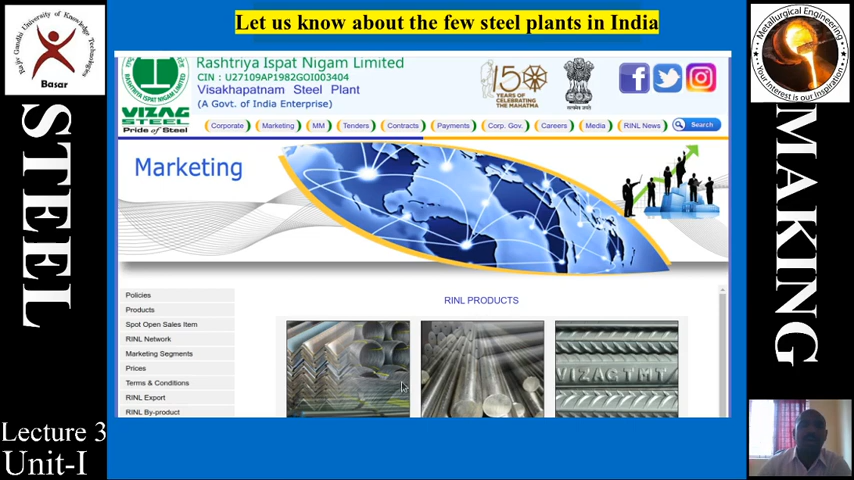 Let us know about the few steel plants in India
Rajiv Gandhi University of Knowledge Technologies
Basar
Metallurgical Engineering
Your Interest is our Inspiration
STEEL
MAKING
Rashtriya Ispat Nigam Limited
CIN : U27109AP1982GOI003404
Visakhapatnam Steel Plant
(A Govt. of India Enterprise)
VIZAG
STEEL
Pride of Steel
150
YEARS OF
CELEBRATING
THE MAHATMA
Corporate Marketing MM Tenders Contracts Payments Corp. Gov. Careers Media RINL News Search
Marketing
Policies
Products
Spot Open Sales Item
RINL Network
Marketing Segments
Prices
Terms & Conditions
RINL Export
RINL By-product
RINL PRODUCTS
VIZAG TMT
Lecture 3
Unit-I